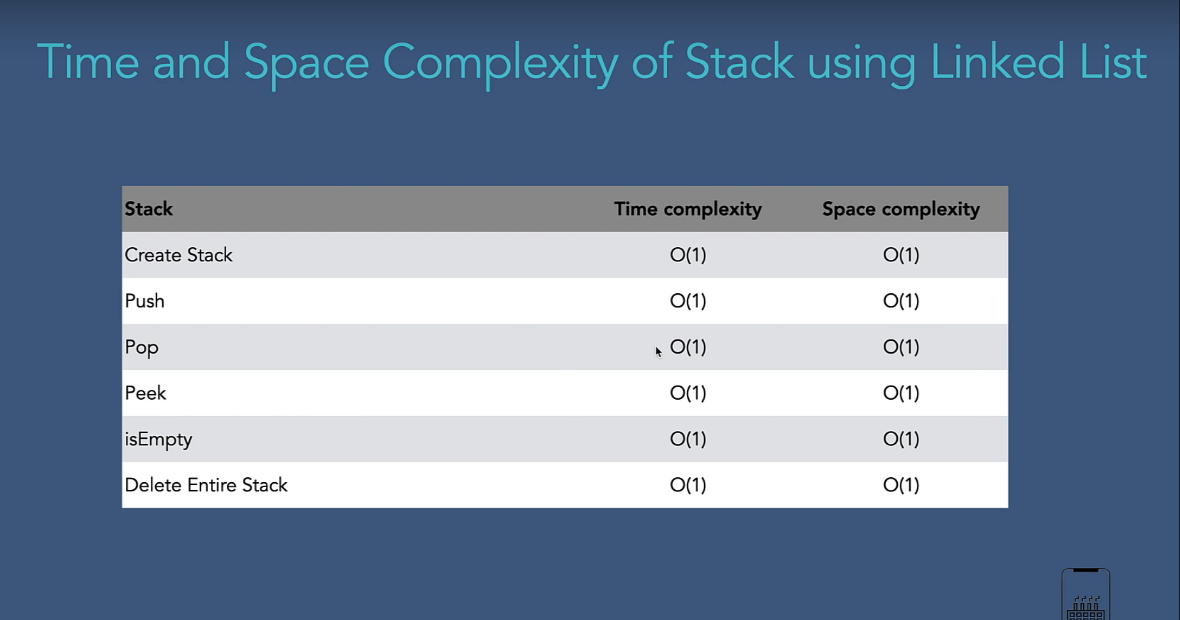 Time and Space Complexity of Stack using Linked List
Stack Time complexity Space complexity
Create Stack O(1) O(1)
Push O(1) O(1)
Pop O(1) O(1)
Peek O(1) O(1)
isEmpty O(1) O(1)
Delete Entire Stack O(1) O(1)